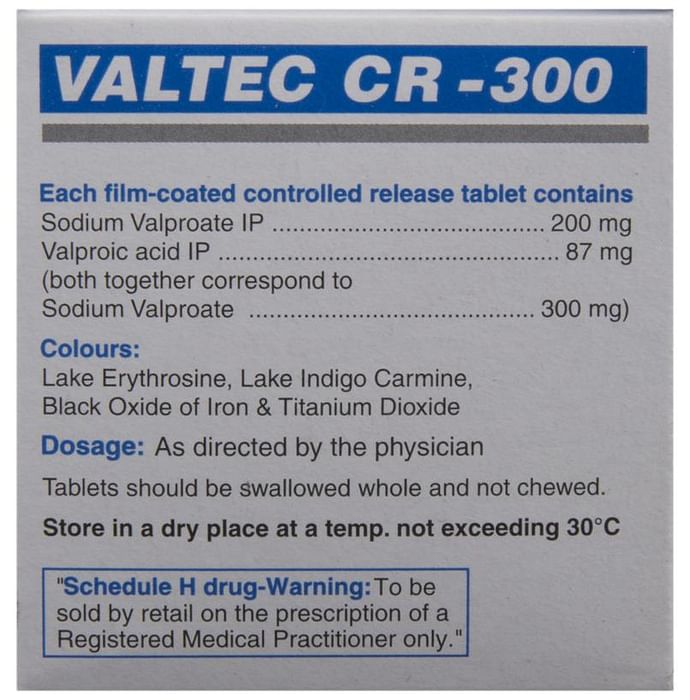 VALTEC CR -300
Each film-coated controlled release tablet contains
Sodium Valproate IP ....................................... 200 mg
Valproic acid IP ................................................. 87 mg
(both together correspond to
Sodium Valproate ......................................... 300 mg)
Colours:
Lake Erythrosine, Lake Indigo Carmine,
Black Oxide of Iron & Titanium Dioxide
Dosage: As directed by the physician
Tablets should be swallowed whole and not chewed.
Store in a dry place at a temp. not exceeding 30°C
"Schedule H drug-Warning: To be
sold by retail on the prescription of a
Registered Medical Practitioner only."